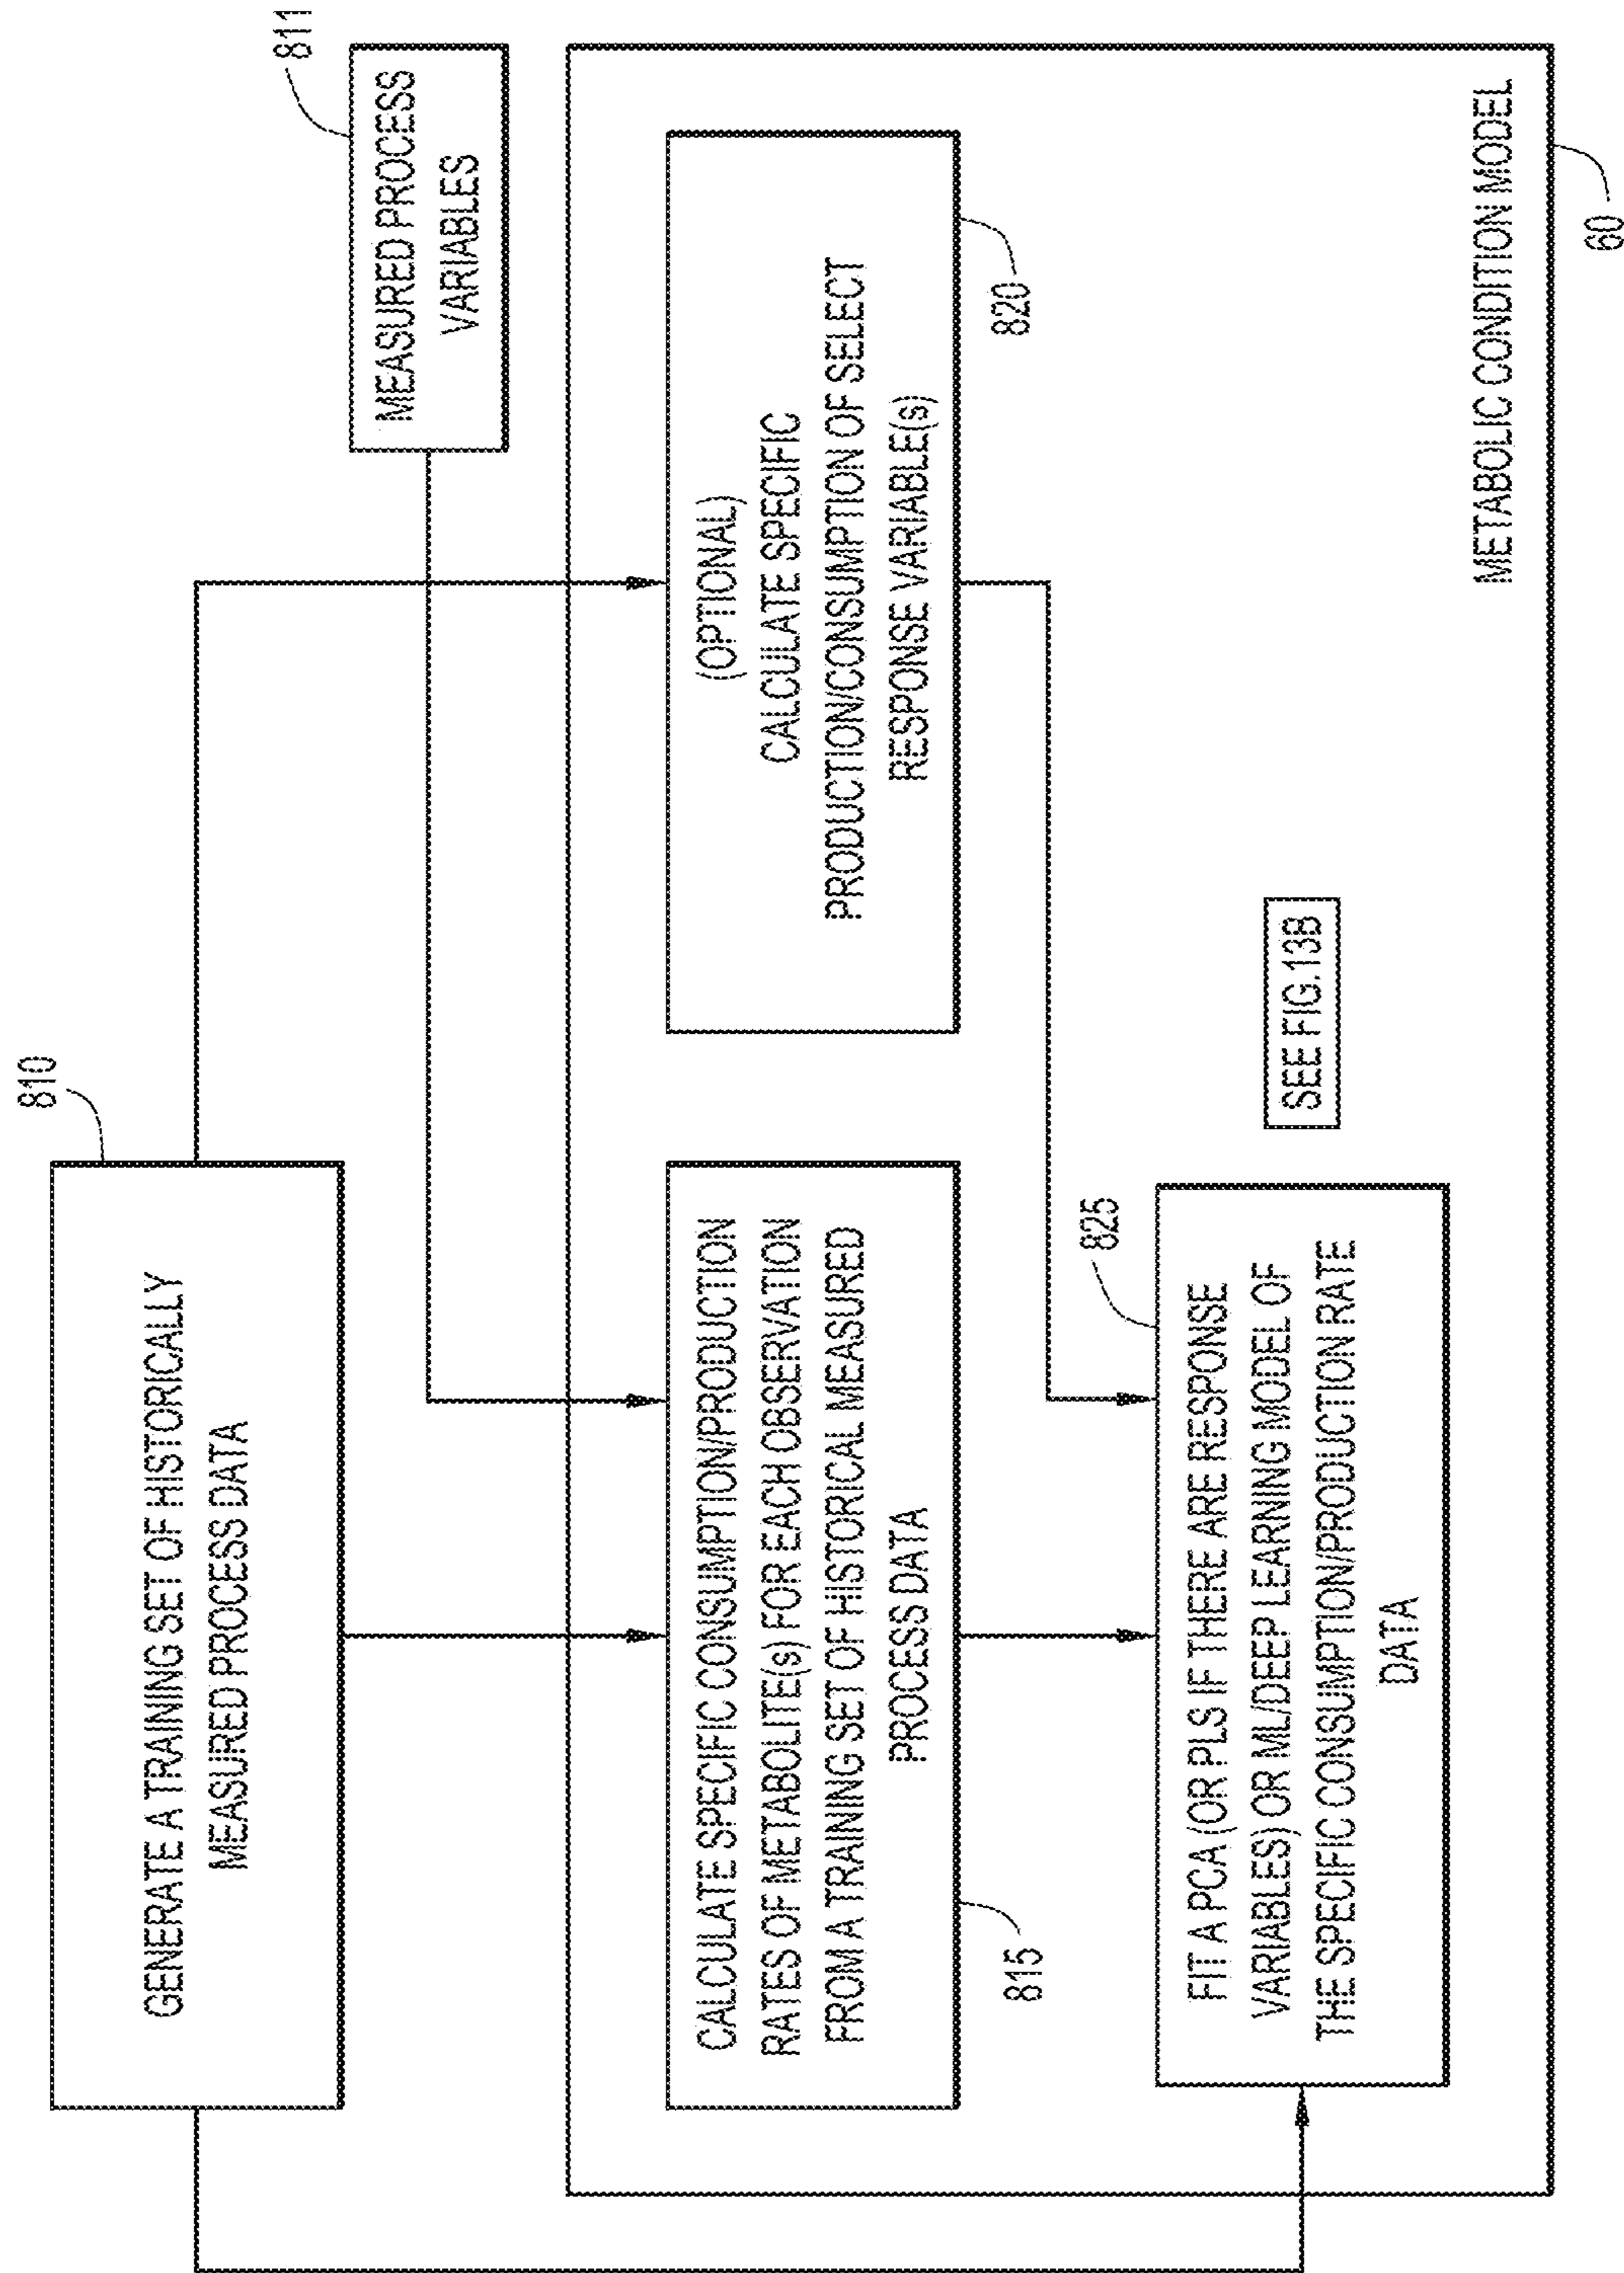 810
GENERATE A TRAINING SET OF HISTORICALLY
MEASURED PROCESS DATA
811
MEASURED PROCESS
VARIABLES
CALCULATE SPECIFIC CONSUMPTION/PRODUCTION
RATES OF METABOLITE(s) FOR EACH OBSERVATION
FROM A TRAINING SET OF HISTORICAL MEASURED
PROCESS DATA
815
(OPTIONAL)
CALCULATE SPECIFIC
PRODUCTION/CONSUMPTION OF SELECT
RESPONSE VARIABLE(s)
820
825
FIT A PCA (OR PLS IF THERE ARE RESPONSE
VARIABLES) OR ML/DEEP LEARNING MODEL OF
THE SPECIFIC CONSUMPTION/PRODUCTION RATE
DATA
SEE FIG.13B
METABOLIC CONDITION MODEL
60